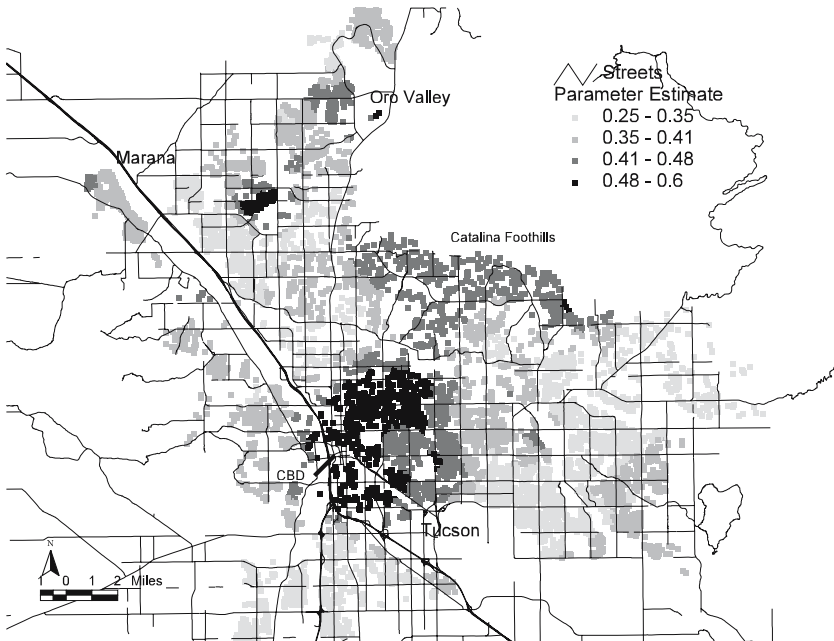 Streets
Parameter Estimate
0.25 - 0.35
0.35 - 0.41
0.41 - 0.48
0.48 - 0.6
Oro Valley
Marana
Catalina Foothills
CBD
Tucson
N
1 0 1 2 Miles